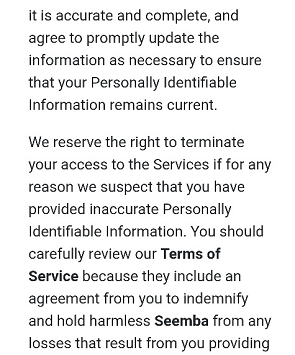 it is accurate and complete, and
agree to promptly update the
information as necessary to ensure
that your Personally Identifiable
Information remains current.
We reserve the right to terminate
your access to the Services if for any
reason we suspect that you have
provided inaccurate Personally
Identifiable Information. You should
carefully review our Terms of
Service because they include an
agreement from you to indemnify
and hold harmless Seemba from any
losses that result from you providing